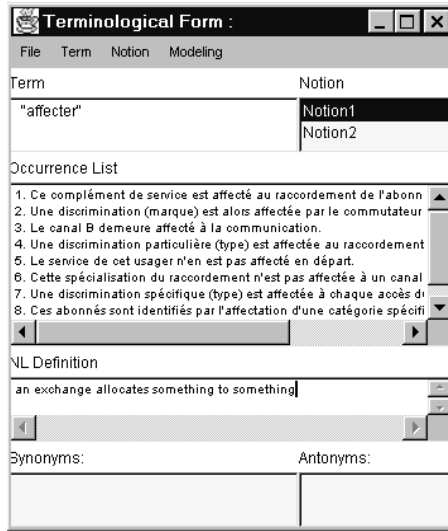 Terminological Form :
File Term Notion Modeling
Term Notion
"affecter" Notion1
Notion2
Occurrence List
1. Ce complément de service est affecté au raccordement de l'abonn
2. Une discrimination (marque) est alors affectée par le commutateur
3. Le canal B demeure affecté à la communication.
4. Une discrimination particulière (type) est affectée au raccordement
5. Le service de cet usager n'en est pas affecté en départ.
6. Cette spécialisation du raccordement n'est pas affectée à un canal
7. Une discrimination spécifique (type) est affectée à chaque accès du
8. Ces abonnés sont identifiés par l'affectation d'une catégorie spécifi
NL Definition
an exchange allocates something to something
Synonyms: Antonyms: